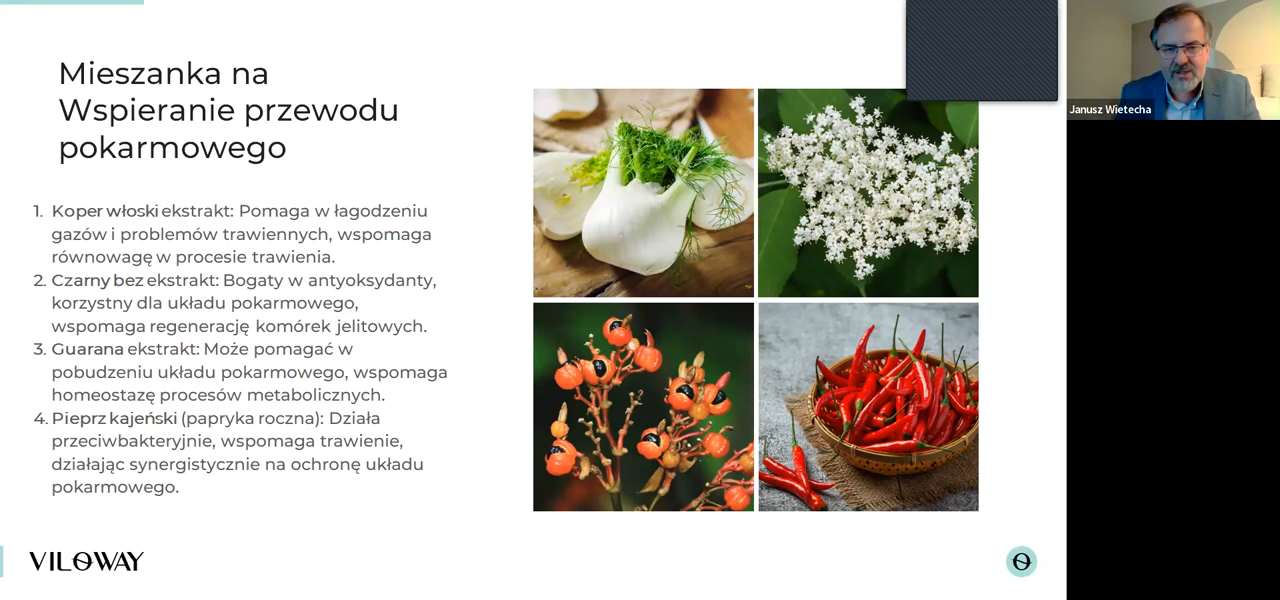 Mieszanka na
Wspieranie przewodu
pokarmowego
1. Koper włoski ekstrakt: Pomaga w łagodzeniu
gazów i problemów trawiennych, wspomaga
równowagę w procesie trawienia.
2. Czarny bez ekstrakt: Bogaty w antyoksydanty,
korzystny dla układu pokarmowego,
wspomaga regenerację komórek jelitowych.
3. Guarana ekstrakt: Może pomagać w
pobudzeniu układu pokarmowego, wspomaga
homeostazę procesów metabolicznych.
4. Pieprz kajeński (papryka roczna): Działa
przeciwbakteryjnie, wspomaga trawienie,
działając synergistycznie na ochronę układu
pokarmowego.
VILOWAY
Janusz Wietecha